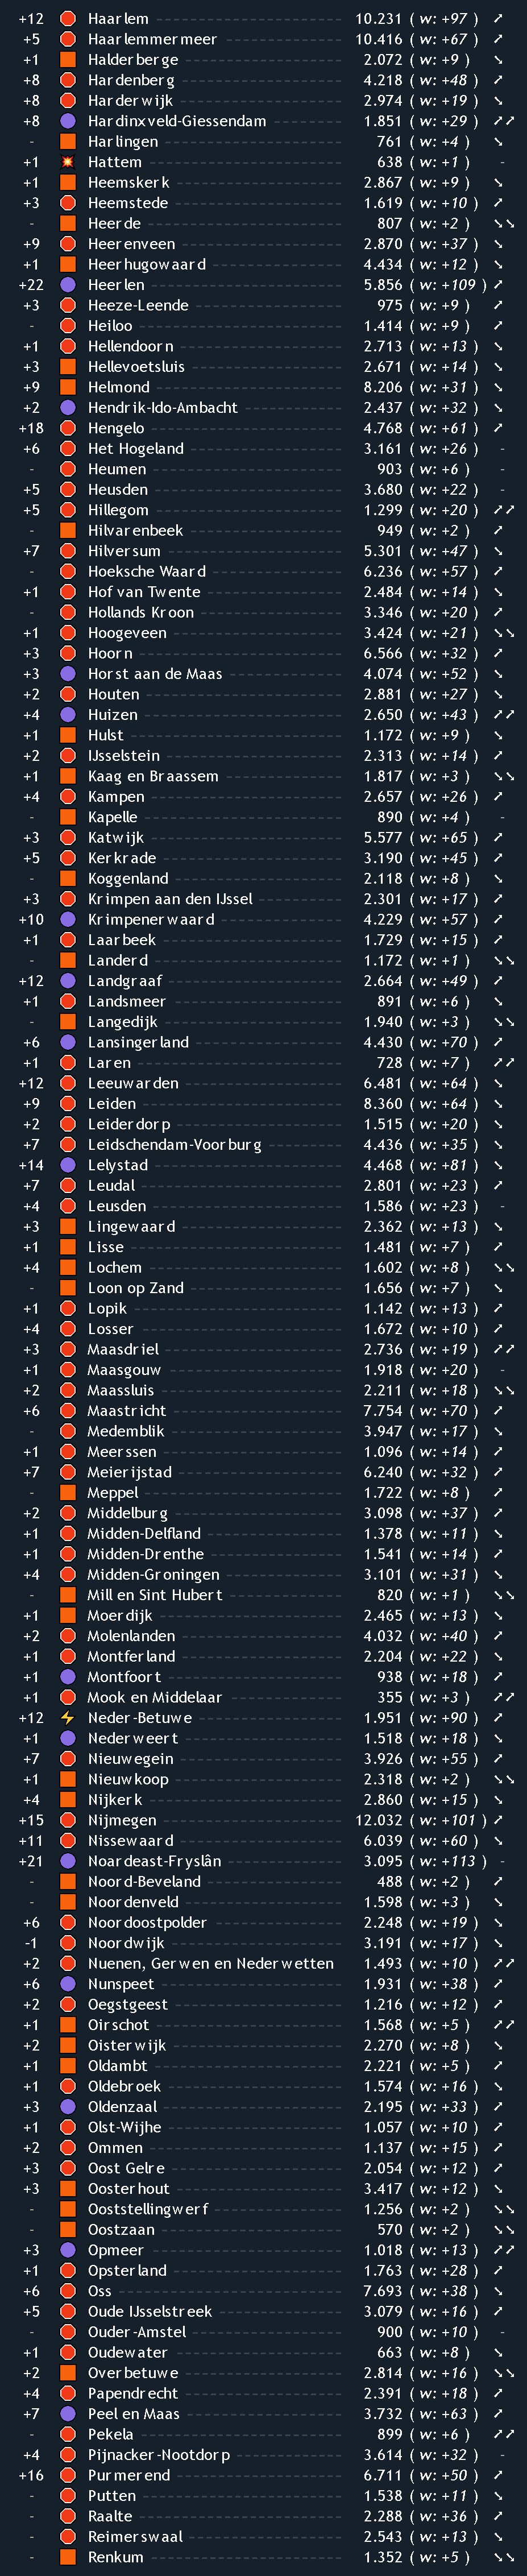 +12 Haarlem 10.231 ( w: +97 )
+5 Haarlemmermeer 10.416 ( w: +67 )
+1 Halderberge 2.072 ( w: +9 )
+8 Hardenberg 4.218 ( w: +48 )
+8 Harderwijk 2.974 ( w: +19 )
+8 Hardinxveld-Giessendam 1.851 ( w: +29 )
- Harlingen 761 ( w: +4 )
+1 Hattem 638 ( w: +1 ) -
+1 Heemskerk 2.867 ( w: +9 )
+3 Heemstede 1.619 ( w: +10 )
- Heerde 807 ( w: +2 )
+9 Heerenveen 2.870 ( w: +37 )
+1 Heerhugowaard 4.434 ( w: +12 )
+22 Heerlen 5.856 ( w: +109 )
+3 Heeze-Leende 975 ( w: +9 )
- Heiloo 1.414 ( w: +9 )
+1 Hellendoorn 2.713 ( w: +13 )
+3 Hellevoetsluis 2.671 ( w: +14 )
+9 Helmond 8.206 ( w: +31 )
+2 Hendrik-Ido-Ambacht 2.437 ( w: +32 )
+18 Hengelo 4.768 ( w: +61 )
+6 Het Hogeland 3.161 ( w: +26 ) -
- Heumen 903 ( w: +6 ) -
+5 Heusden 3.680 ( w: +22 ) -
+5 Hillegom 1.299 ( w: +20 )
- Hilvarenbeek 949 ( w: +2 )
+7 Hilversum 5.301 ( w: +47 )
- Hoeksche Waard 6.236 ( w: +57 )
+1 Hof van Twente 2.484 ( w: +14 )
- Hollands Kroon 3.346 ( w: +20 )
+1 Hoogeveen 3.424 ( w: +21 )
+3 Hoorn 6.566 ( w: +32 )
+3 Horst aan de Maas 4.074 ( w: +52 )
+2 Houten 2.881 ( w: +27 )
+4 Huizen 2.650 ( w: +43 )
+1 Hulst 1.172 ( w: +9 )
+2 IJsselstein 2.313 ( w: +14 )
+1 Kaag en Braassem 1.817 ( w: +3 )
+4 Kampen 2.657 ( w: +26 )
- Kapelle 890 ( w: +4 ) -
+3 Katwijk 5.577 ( w: +65 )
+5 Kerkrade 3.190 ( w: +45 )
- Koggenland 2.118 ( w: +8 )
+3 Krimpen aan den IJssel 2.301 ( w: +17 )
+10 Krimpenerwaard 4.229 ( w: +57 )
+1 Laarbeek 1.729 ( w: +15 )
- Landerd 1.172 ( w: +1 )
+12 Landgraaf 2.664 ( w: +49 )
+1 Landsmeer 891 ( w: +6 )
- Langedijk 1.940 ( w: +3 )
+6 Lansingerland 4.430 ( w: +70 )
+1 Laren 728 ( w: +7 )
+12 Leeuwarden 6.481 ( w: +64 )
+9 Leiden 8.360 ( w: +64 )
+2 Leiderdorp 1.515 ( w: +20 )
+7 Leidschendam-Voorburg 4.436 ( w: +35 )
+14 Lelystad 4.468 ( w: +81 )
+7 Leudal 2.801 ( w: +23 )
+4 Leusden 1.586 ( w: +23 ) -
+3 Lingewaard 2.362 ( w: +13 )
+1 Lisse 1.481 ( w: +7 )
+4 Lochem 1.602 ( w: +8 )
- Loon op Zand 1.656 ( w: +7 )
+1 Lopik 1.142 ( w: +13 )
+4 Losser 1.672 ( w: +10 )
+3 Maasdriel 2.736 ( w: +19 )
+1 Maasgouw 1.918 ( w: +20 ) -
+2 Maassluis 2.211 ( w: +18 )
+6 Maastricht 7.754 ( w: +70 )
- Medemblik 3.947 ( w: +17 )
+1 Meerssen 1.096 ( w: +14 )
+7 Meierijstad 6.240 ( w: +32 )
- Meppel 1.722 ( w: +8 )
+2 Middelburg 3.098 ( w: +37 )
+1 Midden-Delfland 1.378 ( w: +11 )
+1 Midden-Drenthe 1.541 ( w: +14 )
+4 Midden-Groningen 3.101 ( w: +31 )
- Mill en Sint Hubert 820 ( w: +1 )
+1 Moerdijk 2.465 ( w: +13 )
+2 Molenlanden 4.032 ( w: +40 )
+1 Montferland 2.204 ( w: +22 )
+1 Montfoort 938 ( w: +18 )
+1 Mook en Middelaar 355 ( w: +3 )
+12 Neder-Betuwe 1.951 ( w: +90 )
+1 Nederweert 1.518 ( w: +18 )
+7 Nieuwegein 3.926 ( w: +55 )
+1 Nieuwkoop 2.318 ( w: +2 )
+4 Nijkerk 2.860 ( w: +15 )
+15 Nijmegen 12.032 ( w: +101 )
+11 Nissewaard 6.039 ( w: +60 )
+21 Noardeast-Fryslân 3.095 ( w: +113 ) -
- Noord-Beveland 488 ( w: +2 )
- Noordenveld 1.598 ( w: +3 )
+6 Noordoostpolder 2.248 ( w: +19 )
-1 Noordwijk 3.191 ( w: +17 )
+2 Nuenen, Gerwen en Nederwetten 1.493 ( w: +10 )
+6 Nunspeet 1.931 ( w: +38 )
+2 Oegstgeest 1.216 ( w: +12 )
+1 Oirschot 1.568 ( w: +5 )
+2 Oisterwijk 2.270 ( w: +8 )
+1 Oldambt 2.221 ( w: +5 )
+1 Oldebroek 1.574 ( w: +16 )
+3 Oldenzaal 2.195 ( w: +33 )
+1 Olst-Wijhe 1.057 ( w: +10 )
+2 Ommen 1.137 ( w: +15 )
+3 Oost Gelre 2.054 ( w: +12 )
+3 Oosterhout 3.417 ( w: +12 )
- Ooststellingwerf 1.256 ( w: +2 )
- Oostzaan 570 ( w: +2 )
+3 Opmeer 1.018 ( w: +13 )
+1 Opsterland 1.763 ( w: +28 )
+6 Oss 7.693 ( w: +38 )
+5 Oude IJsselstreek 3.079 ( w: +16 )
- Ouder-Amstel 900 ( w: +10 ) -
+1 Oudewater 663 ( w: +8 )
+2 Overbetuwe 2.814 ( w: +16 )
+4 Papendrecht 2.391 ( w: +18 )
+7 Peel en Maas 3.732 ( w: +63 )
- Pekela 899 ( w: +6 )
+4 Pijnacker-Nootdorp 3.614 ( w: +32 ) -
+16 Purmerend 6.711 ( w: +50 )
- Putten 1.538 ( w: +11 )
- Raalte 2.288 ( w: +36 )
- Reimerswaal 2.543 ( w: +13 )
- Renkum 1.352 ( w: +5 )